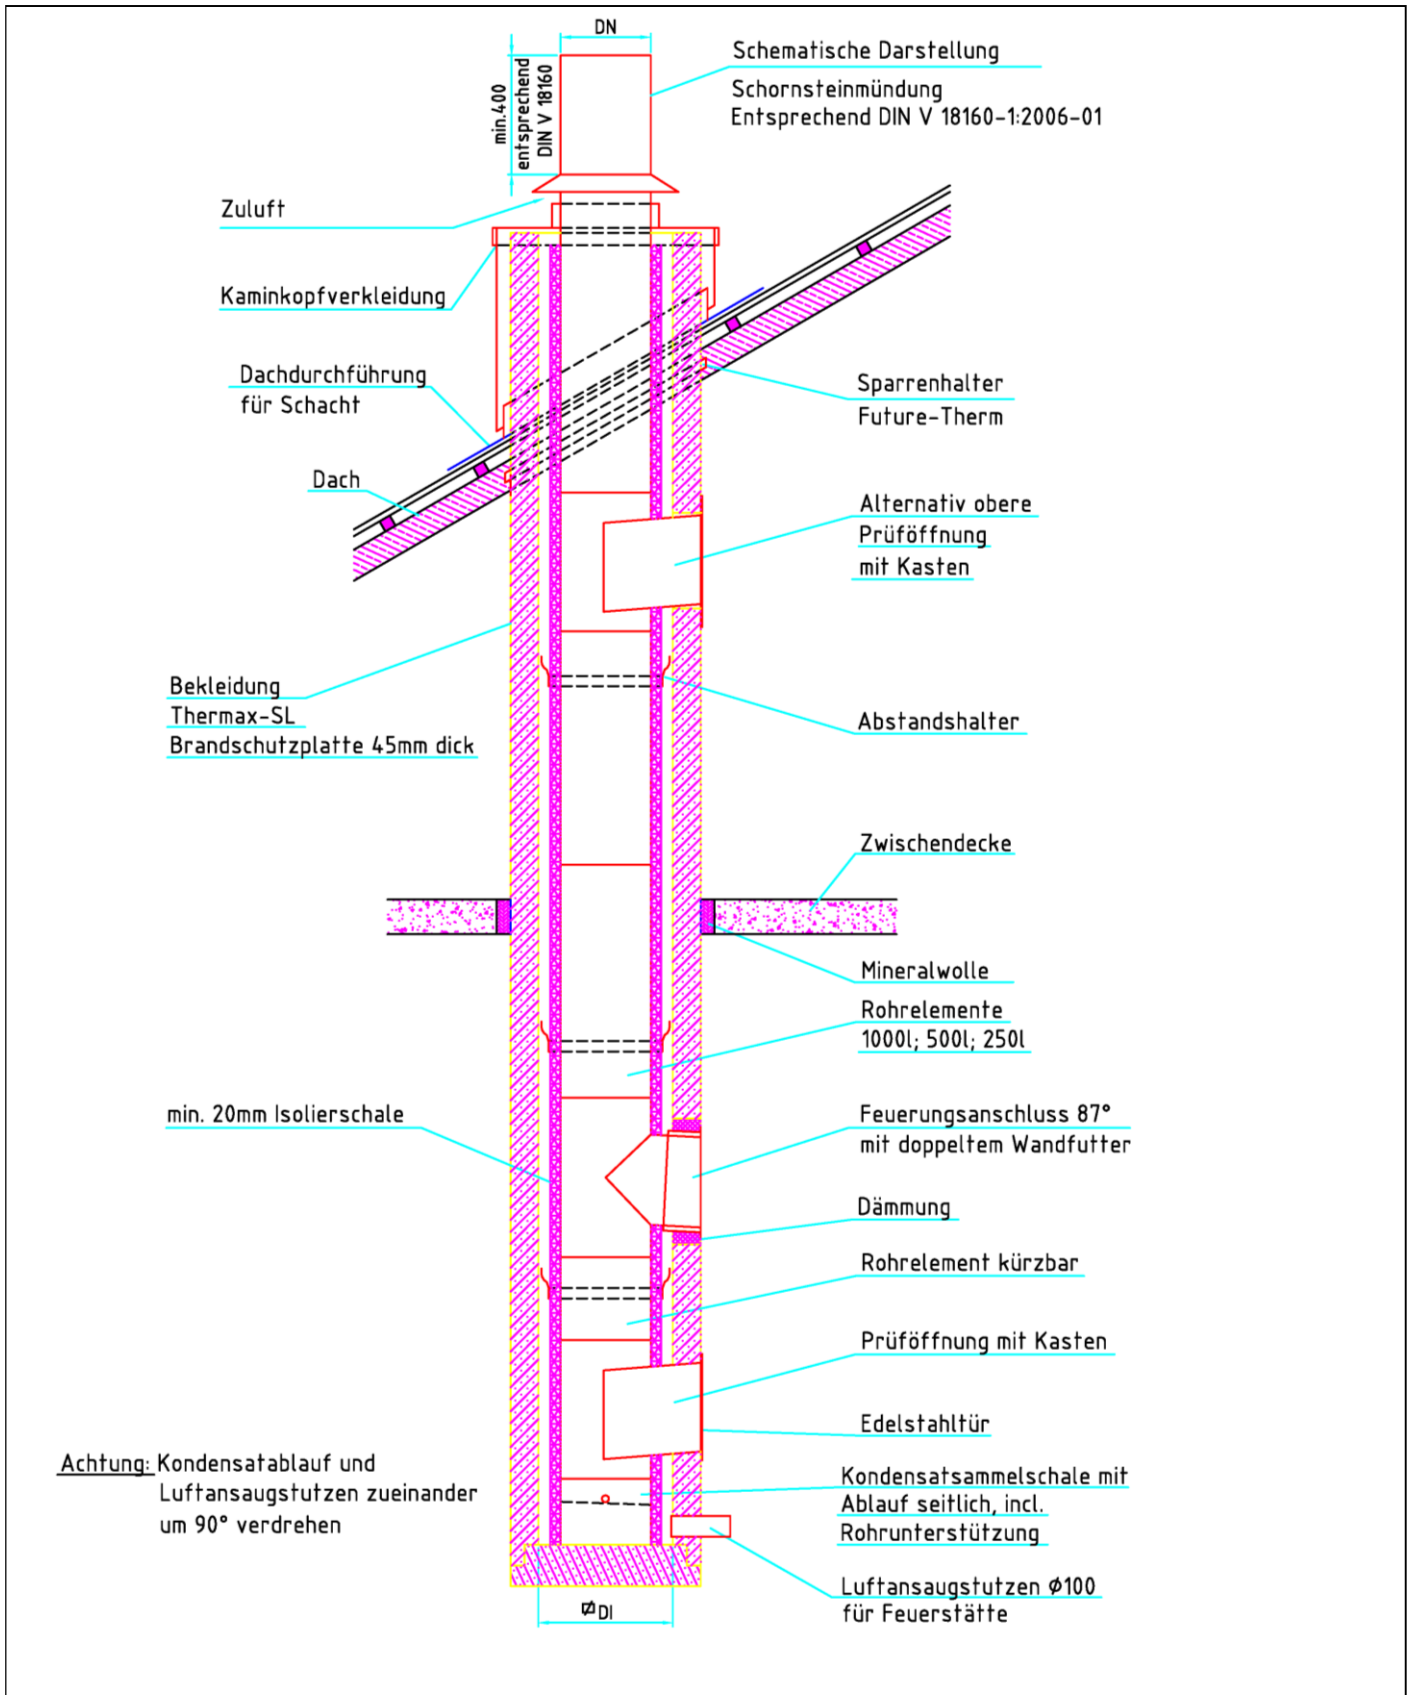 DN
min.400
entsprechend
DIN V 18160
Schematische Darstellung
Schornsteinmündung
Entsprechend DIN V 18160-1:2006-01
Zuluft
Kaminkopfverkleidung
Dachdurchführung
für Schacht
Sparrenhalter
Future-Therm
Dach
Alternativ obere
Prüföffnung
mit Kasten
Bekleidung
Thermax-SL
Brandschutzplatte 45mm dick
Abstandshalter
Zwischendecke
Mineralwolle
Rohrelemente
1000l; 500l; 250l
min. 20mm Isolierschale
Feuerungsanschluss 87°
mit doppeltem Wandfutter
Dämmung
Rohrelement kürzbar
Prüföffnung mit Kasten
Edelstahltür
Achtung: Kondensatablauf und
Luftansaugstutzen zueinander
um 90° verdrehen
Kondensatsammelschale mit
Ablauf seitlich, incl.
Rohrunterstützung
Luftansaugstutzen Ø100
für Feuerstätte
DI